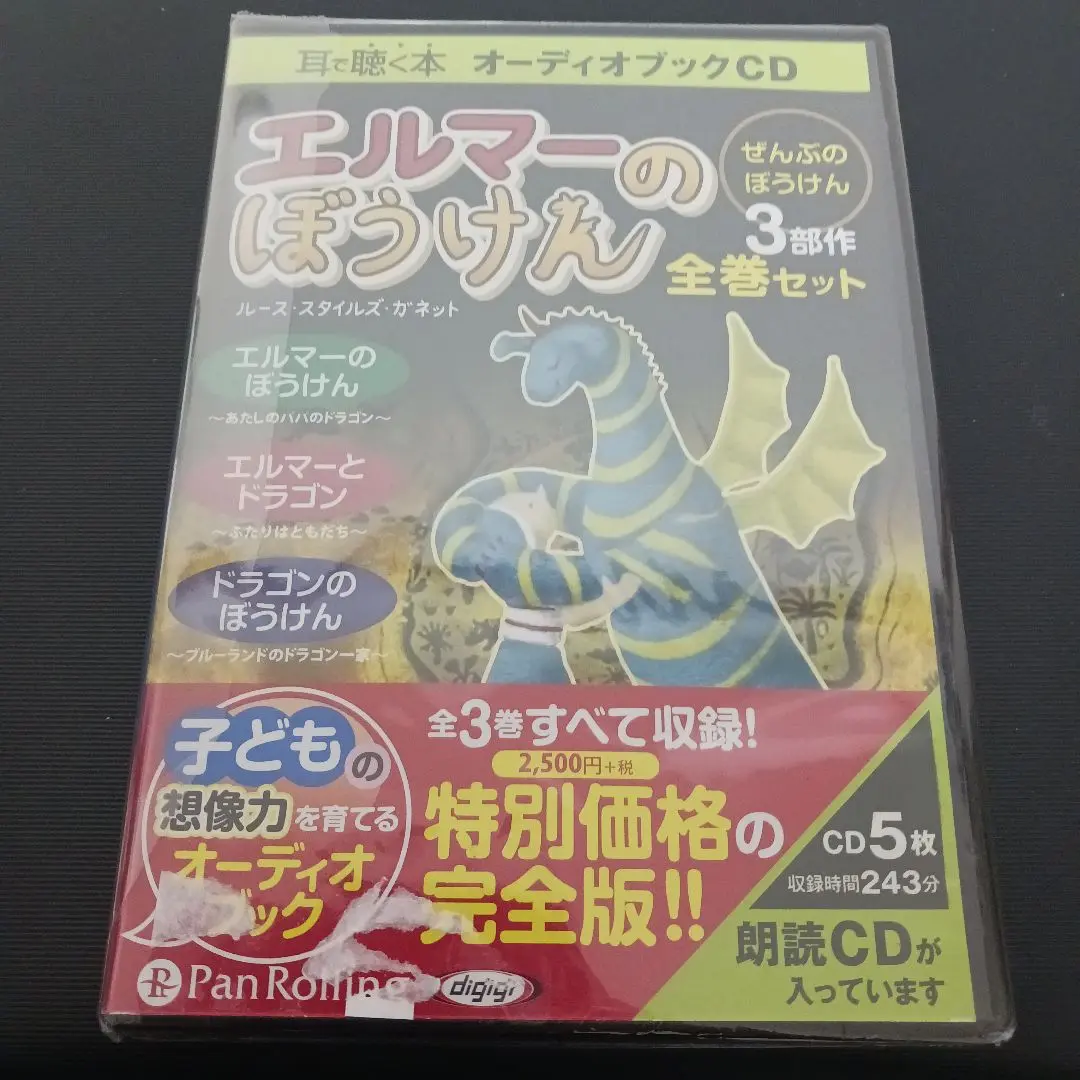 耳で聴く本 オーディオブックCD
エルマーの
ぼうけん
ぜんぶの
ぼうけん
3部作
全巻セット
ルース・スタイルズ・ガネット
エルマーの
ぼうけん
～あたしのパパのドラゴン～
エルマーと
ドラゴン
～ふたりはともだち～
ドラゴンの
ぼうけん
～ブルーランドのドラゴン一家～
子どもの
想像力を育てる
オーディオ
ブック
全3巻すべて収録!
2,500円+税
特別価格の
完全版!!
CD5枚
収録時間243分
朗読CDが
入っています
PanRolling
digigi